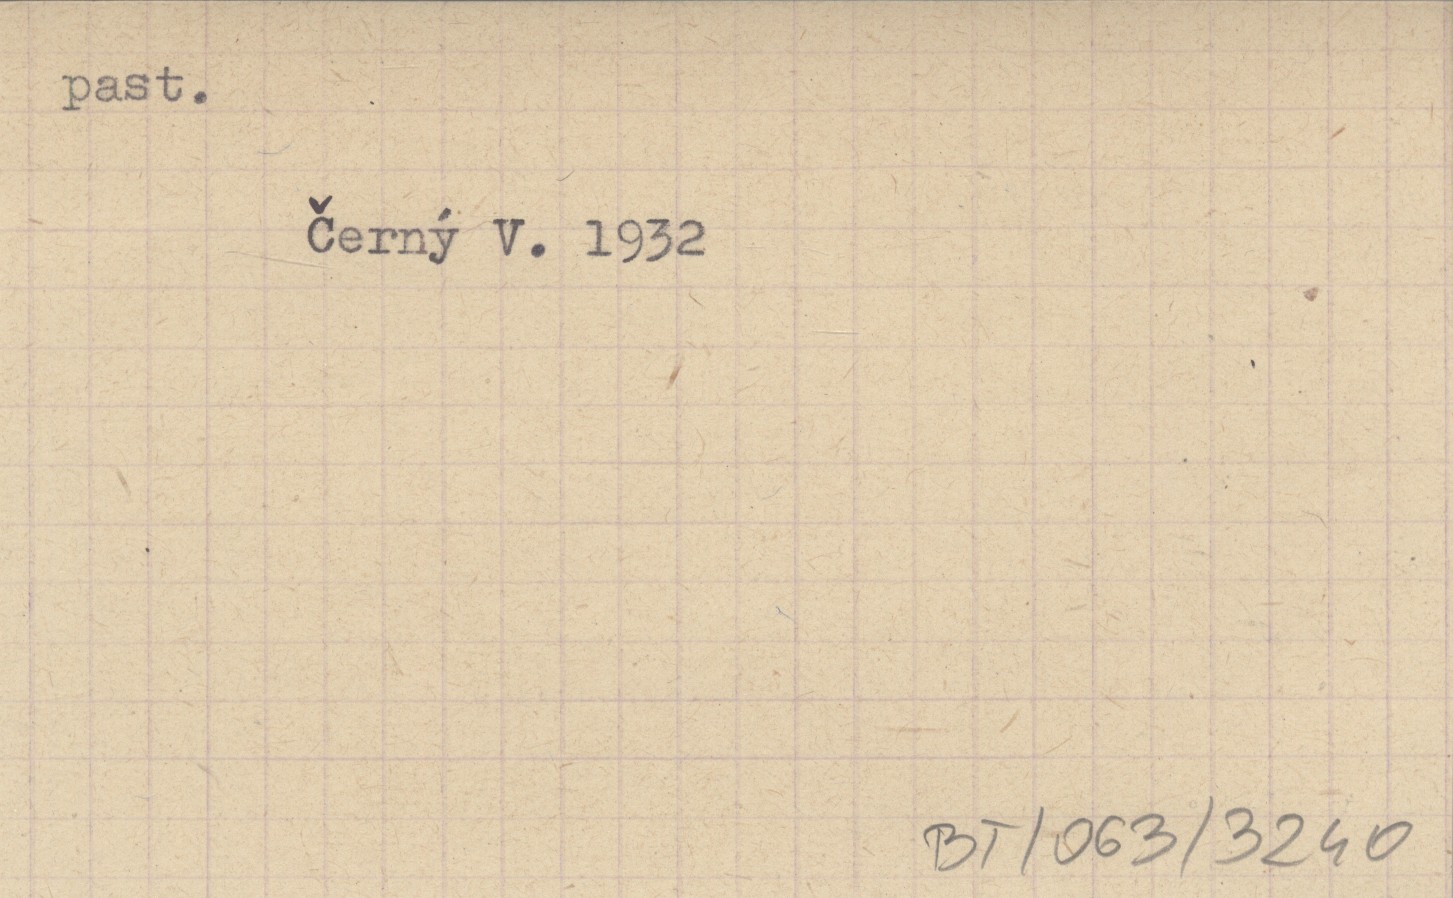 past.
Černý V. 1932
BT/063/3240